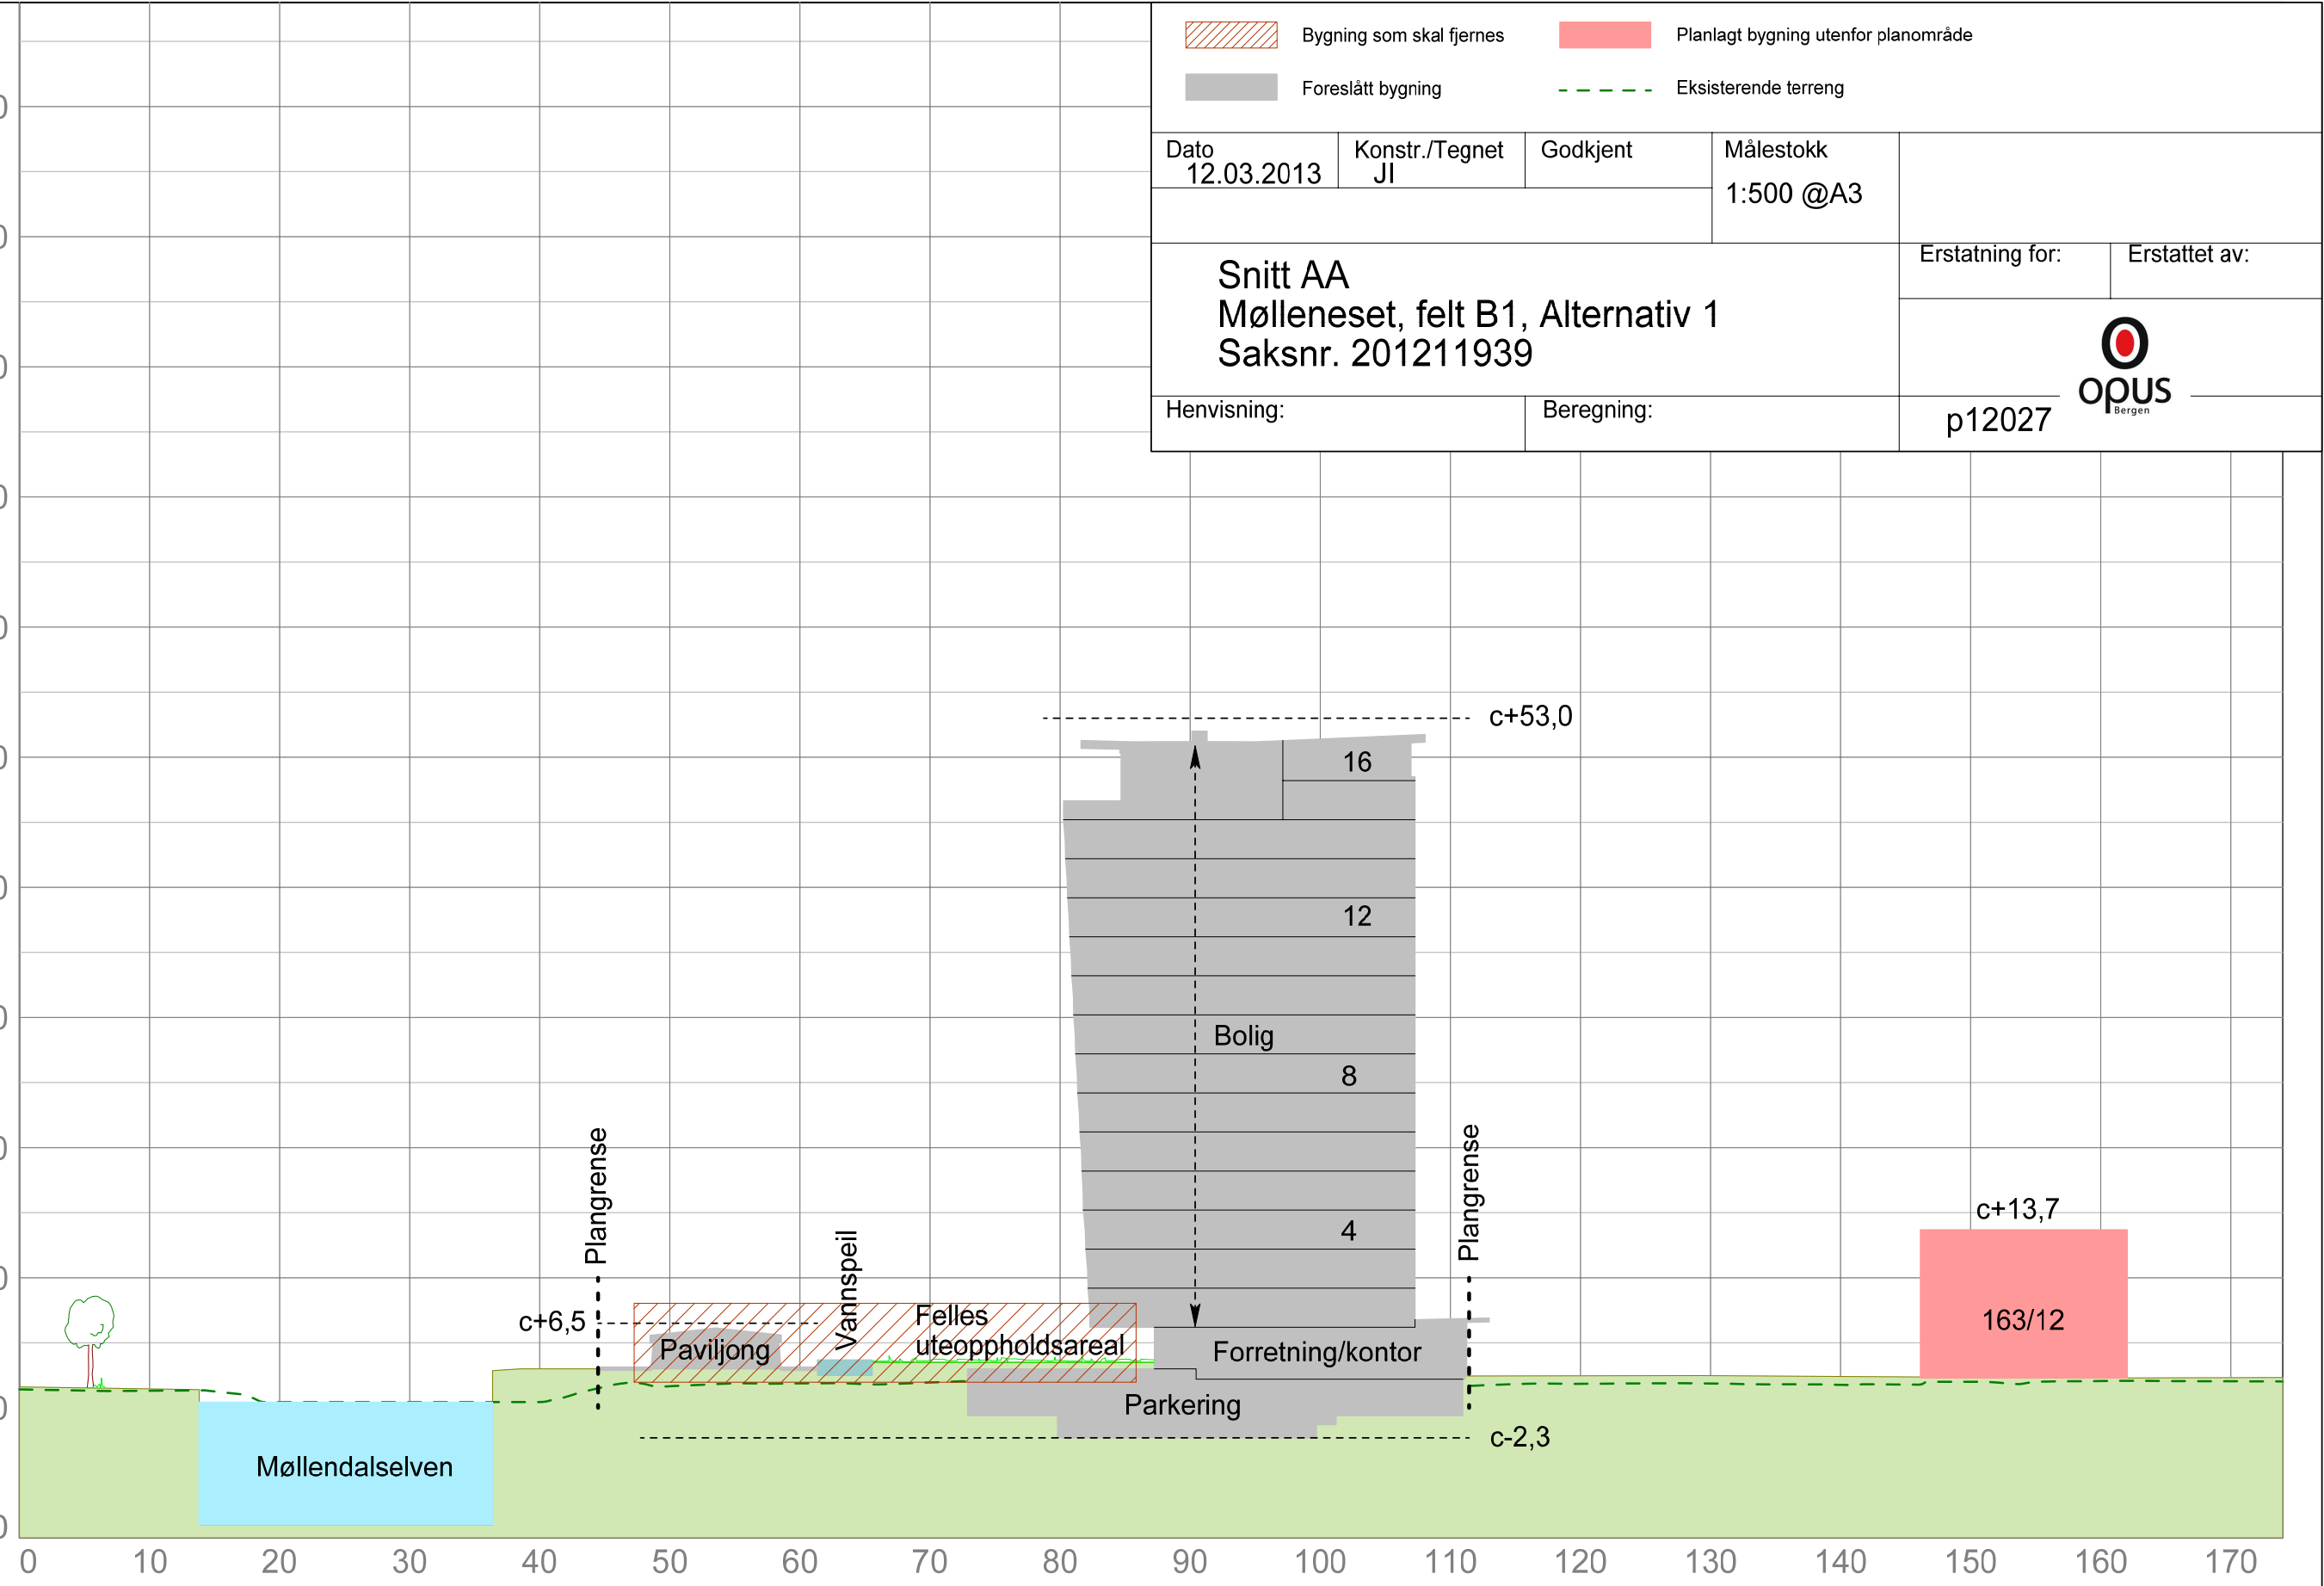 Bygning som skal fjernes
Planlagt bygning utenfor planområde
Foreslått bygning
Eksisterende terreng
Dato
12.03.2013
Konstr./Tegnet
JI
Godkjent
Målestokk
1:500 @A3
Erstatning for:
Erstattet av:
Snitt AA
Mølleneset, felt B1, Alternativ 1
Saksnr. 201211939
opus
Bergen
Henvisning:
Beregning:
p12027
c+53,0
16
12
Bolig
8
4
Plangrense
Plangrense
Vannspeil
c+13,7
163/12
c+6,5
Felles
uteoppholdsareal
Paviljong
Forretning/kontor
Parkering
c-2,3
Møllendalselven
0 10 20 30 40 50 60 70 80 90 100 110 120 130 140 150 160 170